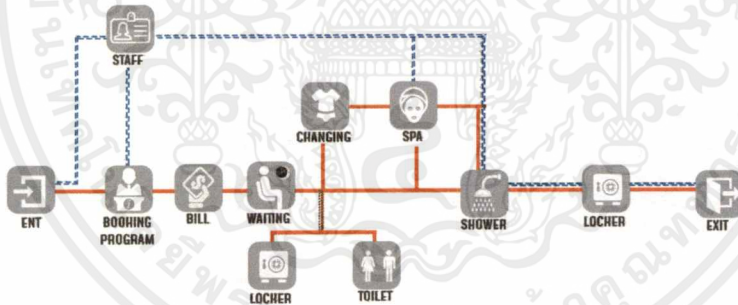 STAFF
CHANGING
SPA
ENT
BOOKING
PROGRAM
BILL
WAITING
SHOWER
LOCKER
EXIT
LOCKER
TOILET